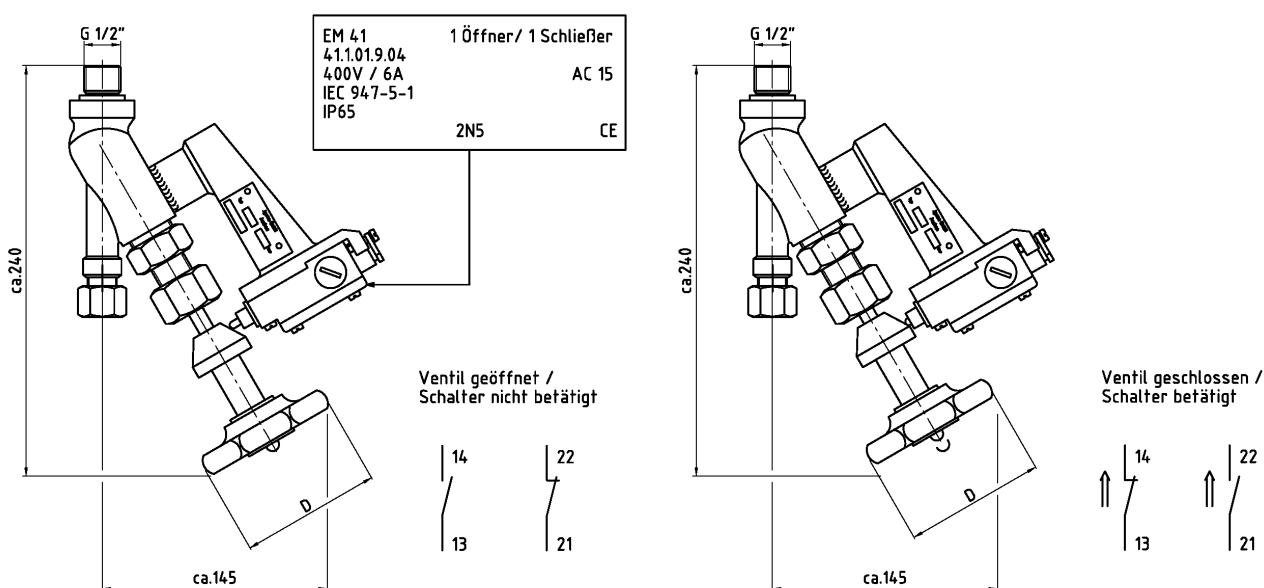 G 1/2"
EM 41 1 Öffner/ 1 Schließer
41.1.01.9.04
400V / 6A AC 15
IEC 947-5-1
IP65
2N5 CE
ca.240
Ventil geöffnet /
Schalter nicht betätigt
14 22
13 21
D
ca.145
G 1/2"
ca.240
Ventil geschlossen /
Schalter betätigt
14 22
13 21
D
ca.145